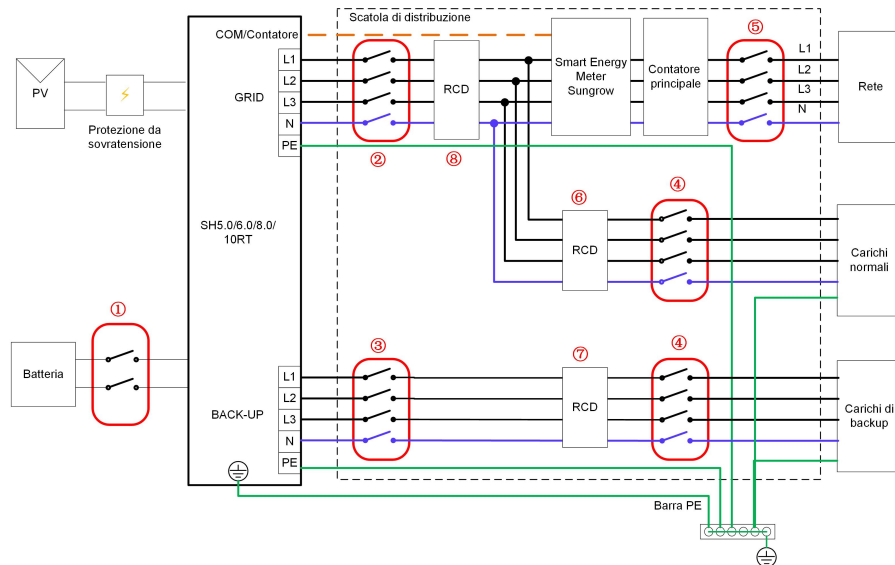 Scatola di distribuzione
COM/Contatore
⑤
L1
L2
L3
N
PE
GRID
PV
⚡
Protezione da
sovratensione
RCD
Smart Energy
Meter
Sungrow
Contatore
principale
L1
L2
L3
N
Rete
②
⑧
⑥
④
RCD
Carichi
normali
SH5.0/6.0/8.0/
10RT
①
Batteria
③
⑦
④
L1
L2
L3
N
PE
BACK-UP
RCD
Carichi di
backup
Barra PE